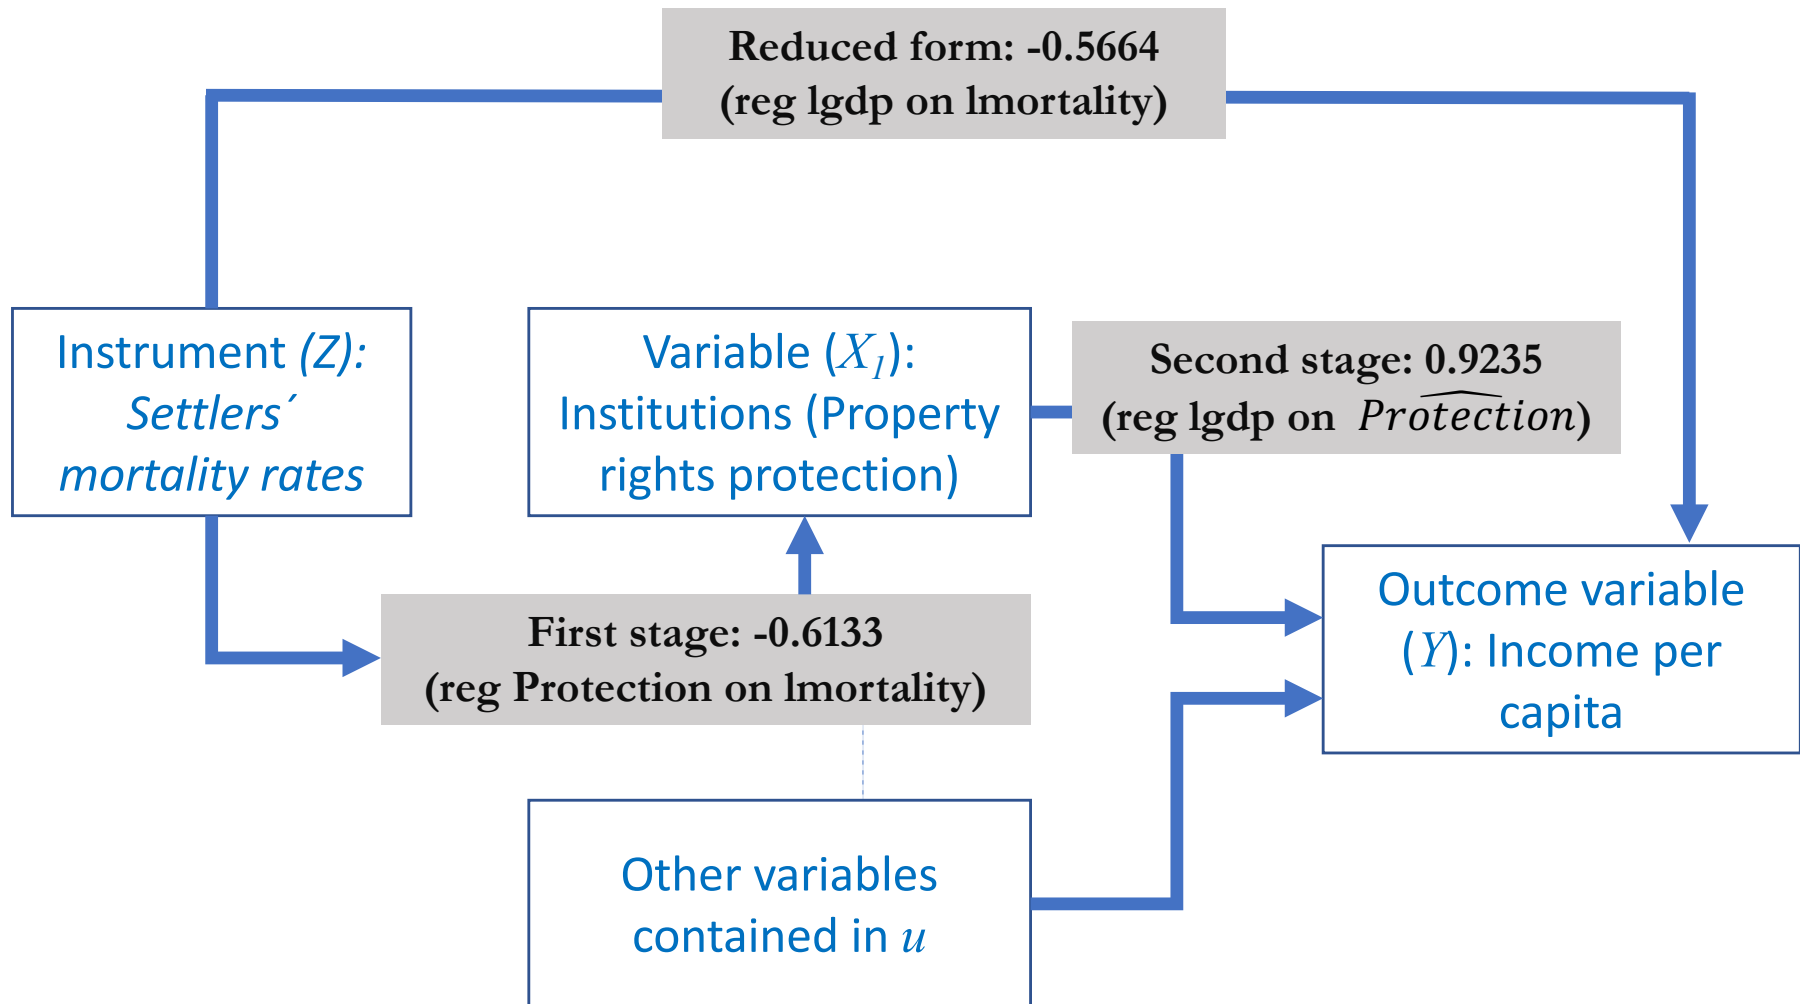 Reduced form: -0.5664
(reg lgdp on lmortality)
Instrument (Z):
Settlers´
mortality rates
Variable (X₁):
Institutions (Property
rights protection)
Second stage: 0.9235
(reg lgdp on \widehat{Protection})
First stage: -0.6133
(reg Protection on lmortality)
Outcome variable
(Y): Income per
capita
Other variables
contained in u